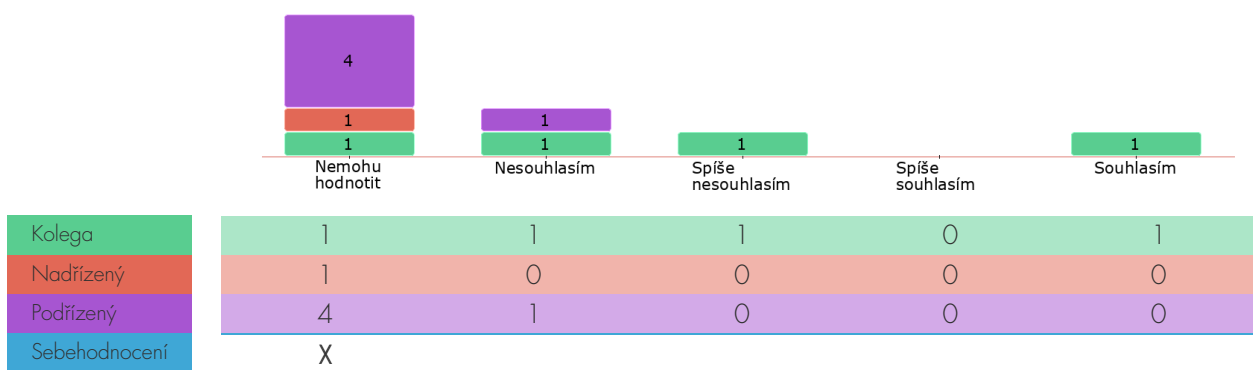 4
1
1
1
1
1
1
Nemohu
hodnotit
Nesouhlasím
Spíše
nesouhlasím
Spíše
souhlasím
Souhlasím
Kolega 1 1 1 0 1
Nadřízený 1 0 0 0 0
Podřízený 4 1 0 0 0
Sebehodnocení X